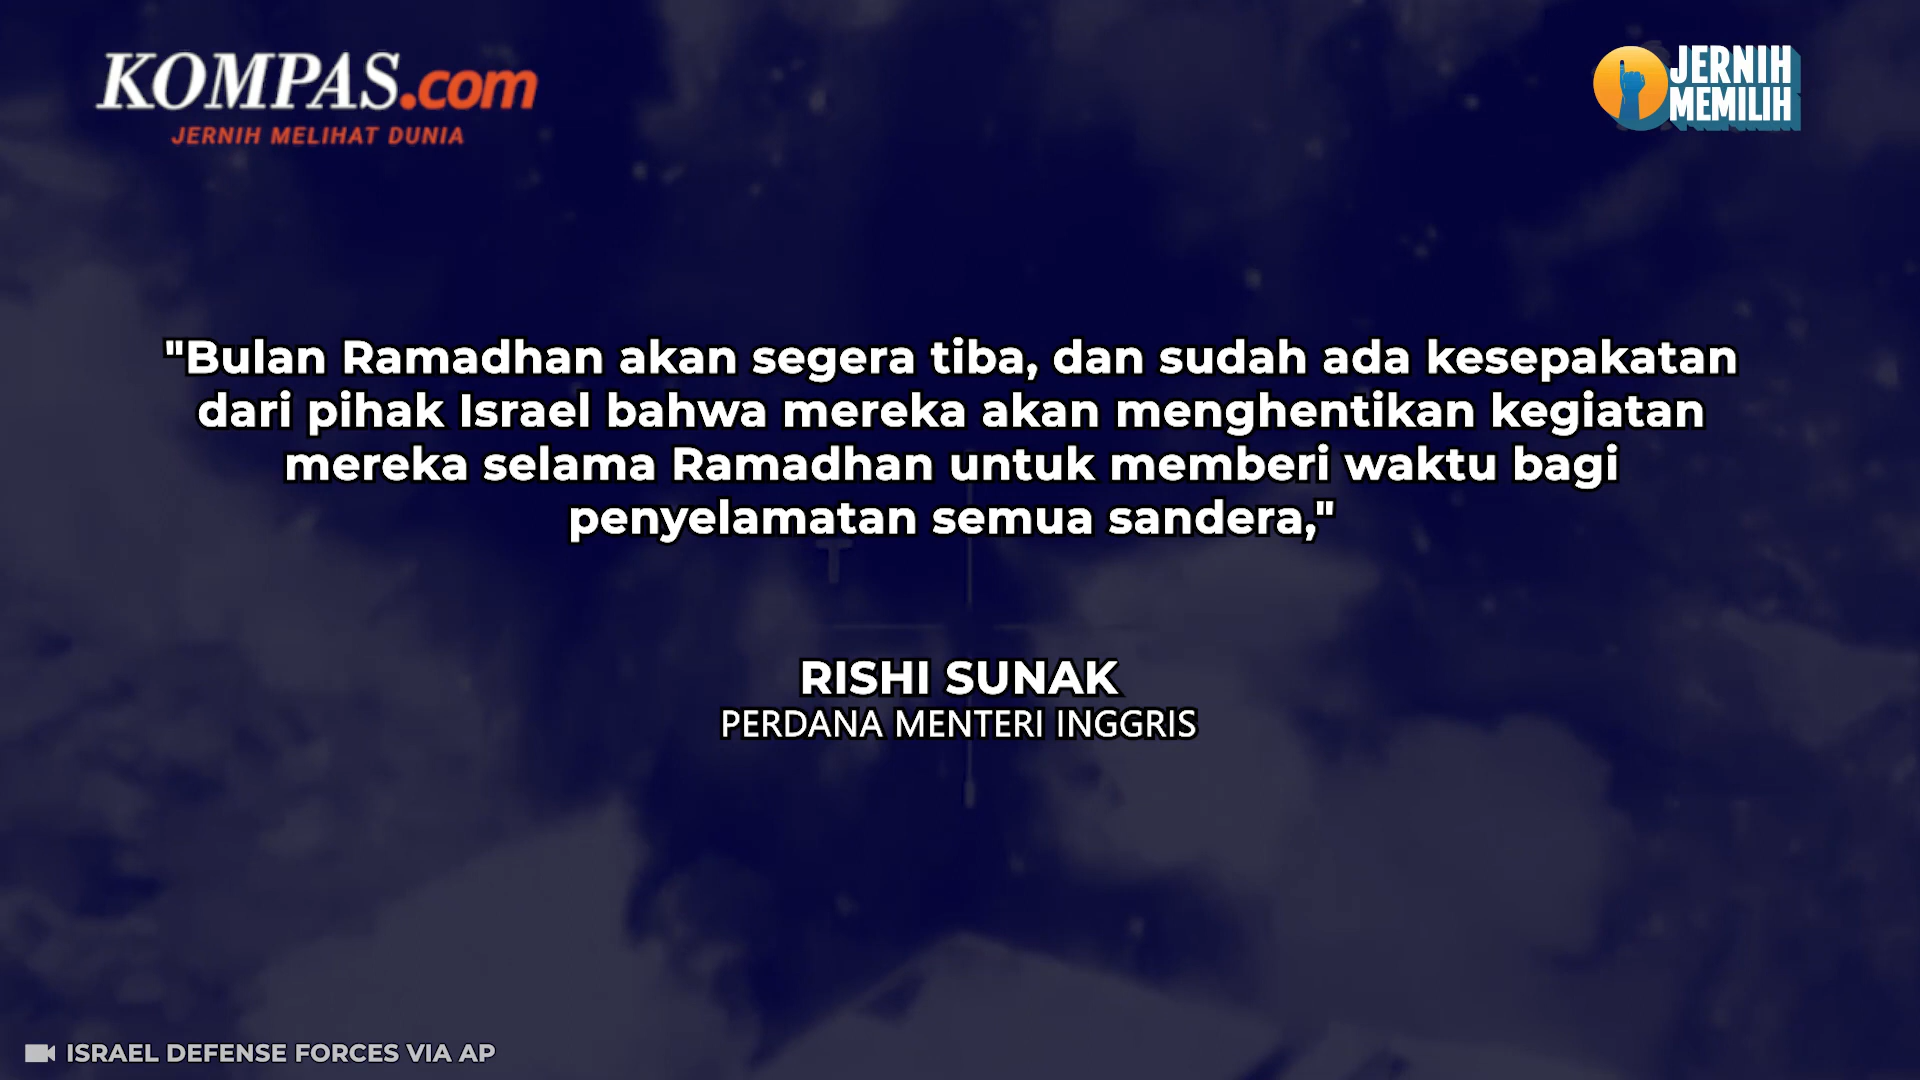 KOMPAS.com
JERNIH MELIHAT DUNIA
JERNIH
MEMILIH
"Bulan Ramadhan akan segera tiba, dan sudah ada kesepakatan
dari pihak Israel bahwa mereka akan menghentikan kegiatan
mereka selama Ramadhan untuk memberi waktu bagi
penyelamatan semua sandera,"
RISHI SUNAK
PERDANA MENTERI INGGRIS
ISRAEL DEFENSE FORCES VIA AP